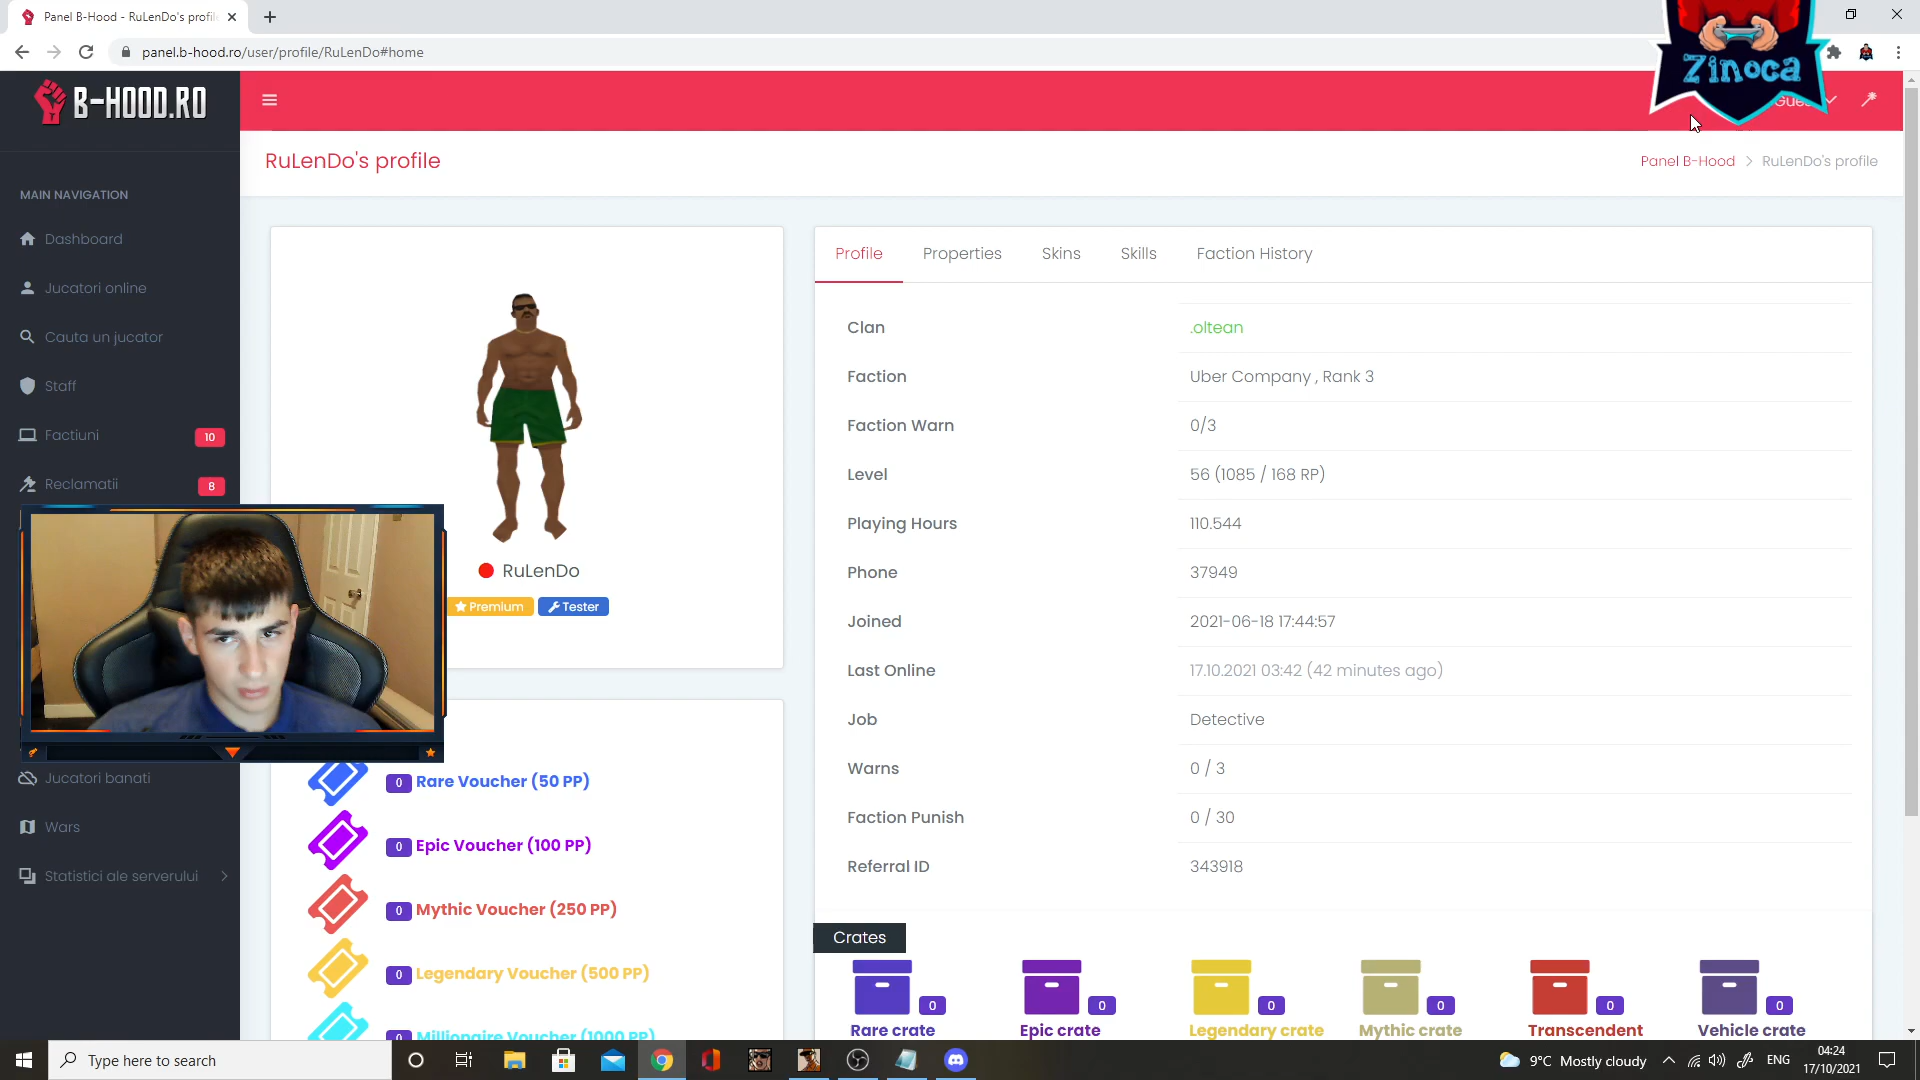 Panel B-Hood - RuLenDo's profile
panel.b-hood.ro/user/profile/RuLenDo#home
Zinoca
B-HOOD.RO
RuLenDo's profile
Panel B-Hood > RuLenDo's profile
MAIN NAVIGATION
Dashboard
Jucatori online
Cauta un jucator
Staff
Factiuni 10
Reclamatii 8
Jucatori banati
Wars
Statistici ale serverului
RuLenDo
Premium Tester
0 Rare Voucher (50 PP)
0 Epic Voucher (100 PP)
0 Mythic Voucher (250 PP)
0 Legendary Voucher (500 PP)
0 Millionaire Voucher (1000 PP)
Profile Properties Skins Skills Faction History
Clan .oltean
Faction Uber Company , Rank 3
Faction Warn 0/3
Level 56 (1085 / 168 RP)
Playing Hours 110.544
Phone 37949
Joined 2021-06-18 17:44:57
Last Online 17.10.2021 03:42 (42 minutes ago)
Job Detective
Warns 0 / 3
Faction Punish 0 / 30
Referral ID 343918
Crates
0 0 0 0 0 0
Rare crate Epic crate Legendary crate Mythic crate Transcendent Vehicle crate
Type here to search
9°C Mostly cloudy
ENG
04:24
17/10/2021